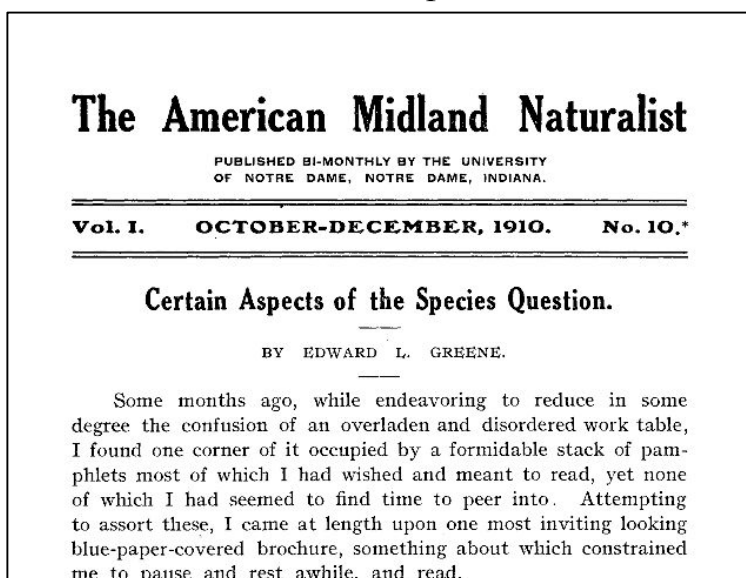 The American Midland Naturalist
PUBLISHED BI-MONTHLY BY THE UNIVERSITY
OF NOTRE DAME, NOTRE DAME, INDIANA.
Vol. I. OCTOBER-DECEMBER, 1910. No. 10.*
Certain Aspects of the Species Question.
BY EDWARD L. GREENE.
Some months ago, while endeavoring to reduce in some
degree the confusion of an overladen and disordered work table,
I found one corner of it occupied by a formidable stack of pam-
phlets most of which I had wished and meant to read, yet none
of which I had seemed to find time to peer into. Attempting
to assort these, I came at length upon one most inviting looking
blue-paper-covered brochure, something about which constrained
me to pause and rest awhile, and read.